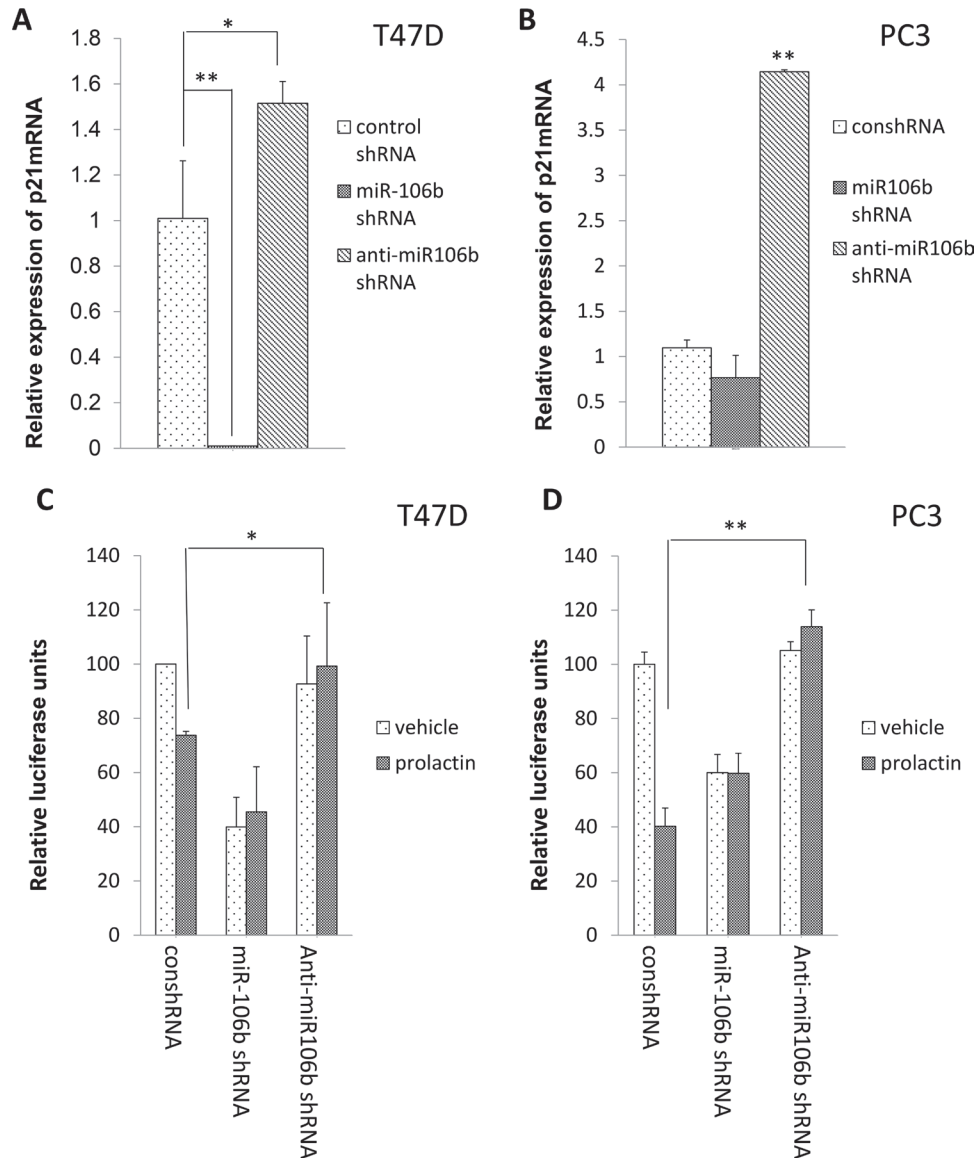 A
T47D
Relative expression of p21mRNA
1.8
1.6
1.4
1.2
1
0.8
0.6
0.4
0.2
0
*
**
control
shRNA
miR-106b
shRNA
anti-miR106b
shRNA
B
PC3
Relative expression of p21mRNA
4.5
4
3.5
3
2.5
2
1.5
1
0.5
0
**
conshRNA
miR106b
shRNA
anti-miR106b
shRNA
C
T47D
Relative luciferase units
140
120
100
80
60
40
20
0
*
vehicle
prolactin
conshRNA
miR-106b shRNA
Anti-miR106b shRNA
D
PC3
Relative luciferase units
140
120
100
80
60
40
20
0
**
vehicle
prolactin
conshRNA
miR-106b shRNA
Anti-miR106b shRNA